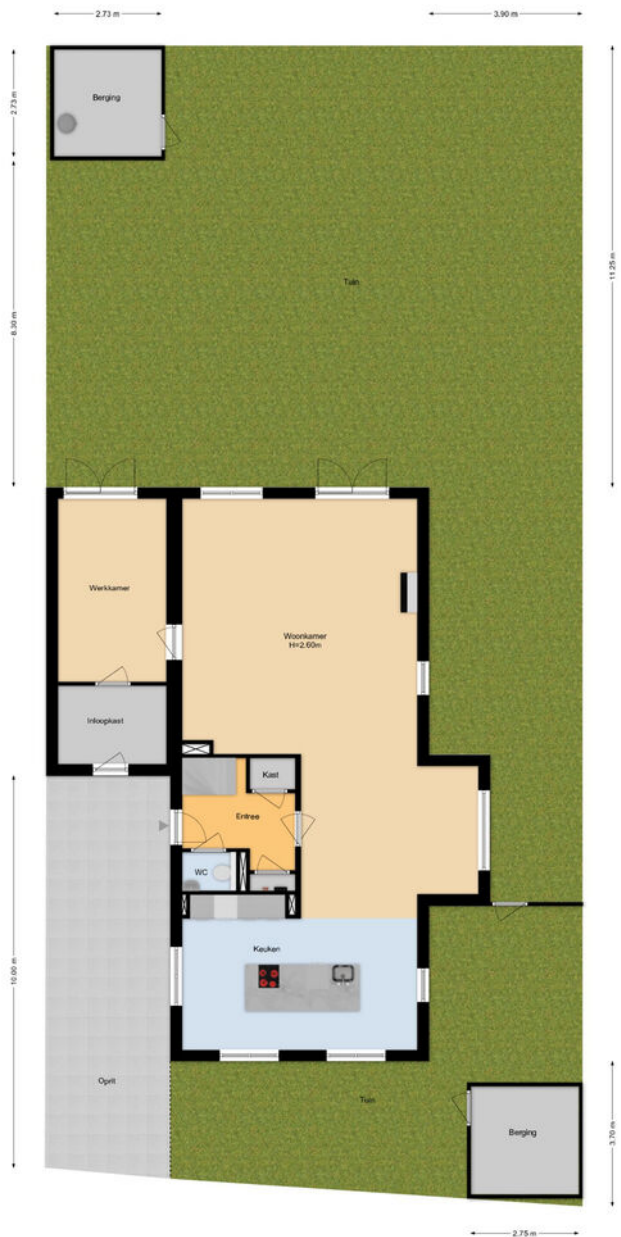 2.73 m
3.90 m
2.73 m
Berging
11.25 m
Tuin
8.30 m
Werkkamer
Woonkamer
H=2.60m
Inloopkast
Kast
Entree
WC
Keuken
10.00 m
Oprit
Tuin
Berging
3.70 m
2.75 m